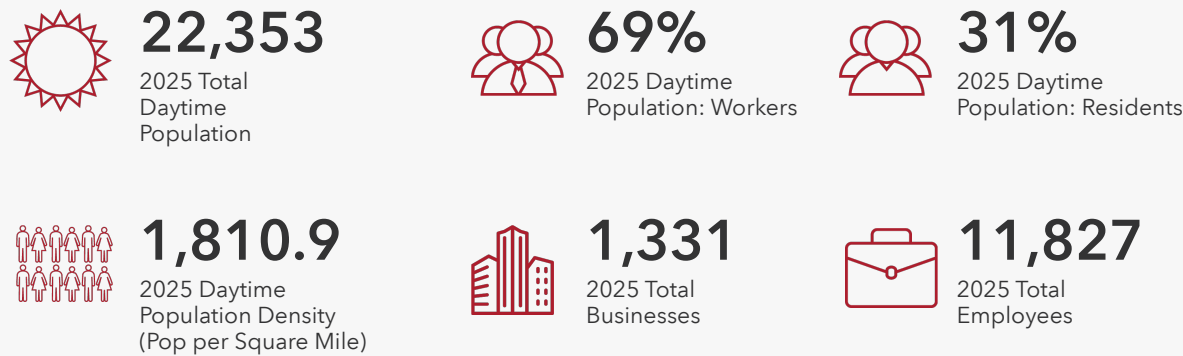 22,353
2025 Total
Daytime
Population
69%
2025 Daytime
Population: Workers
31%
2025 Daytime
Population: Residents
1,810.9
2025 Daytime
Population Density
(Pop per Square Mile)
1,331
2025 Total
Businesses
11,827
2025 Total
Employees